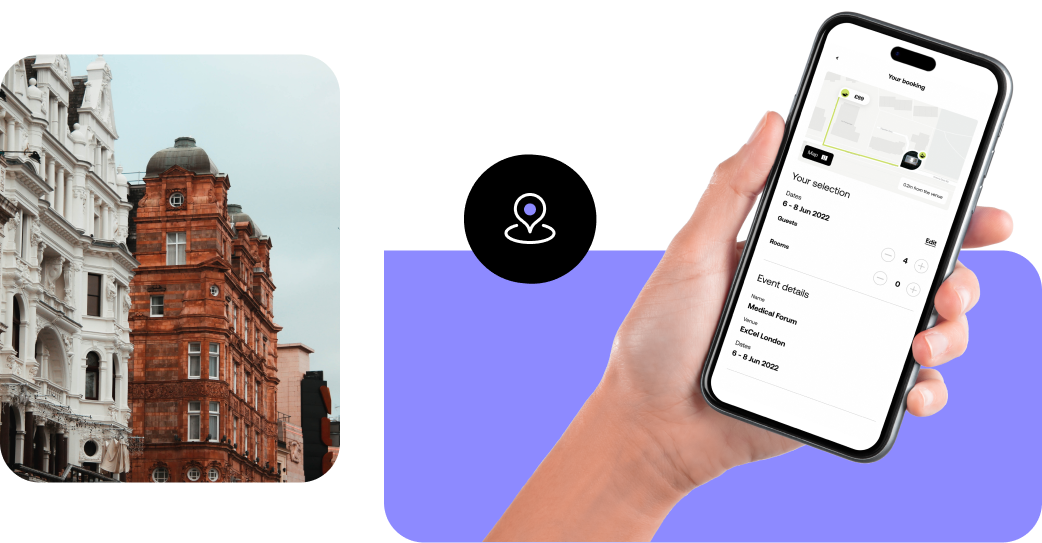 Your booking
£69
Map
0.2m from the venue
Your selection
Dates
6 - 8 Jun 2022
Edit
Guests
4
Rooms
0
Event details
Name
Medical Forum
Venue
ExCel London
Dates
6 - 8 Jun 2022